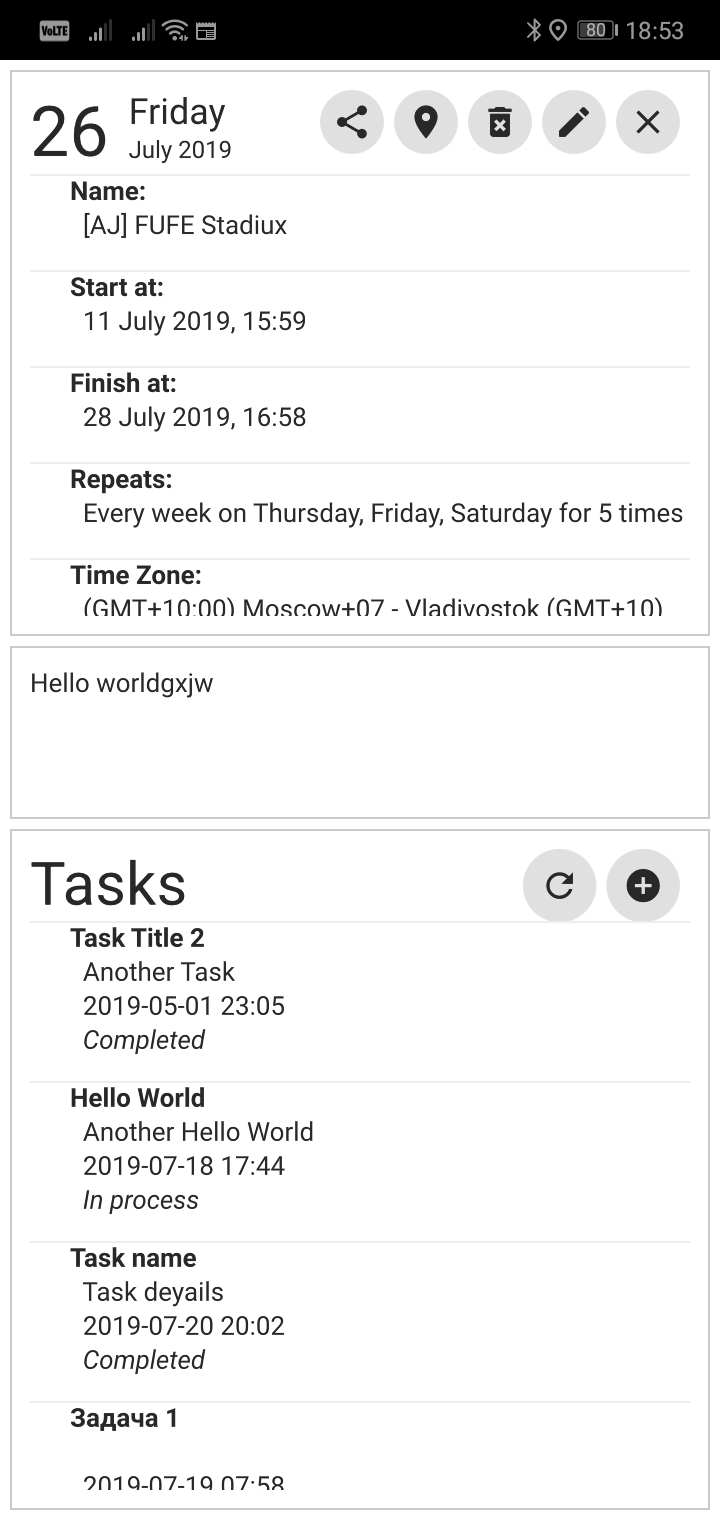 VoLTE 80 18:53
26 Friday
July 2019
Name:
[AJ] FUFE Stadiux
Start at:
11 July 2019, 15:59
Finish at:
28 July 2019, 16:58
Repeats:
Every week on Thursday, Friday, Saturday for 5 times
Time Zone:
(GMT+10:00) Moscow+07 - Vladivostok (GMT+10)
Hello worldgxjw
Tasks
Task Title 2
Another Task
2019-05-01 23:05
Completed
Hello World
Another Hello World
2019-07-18 17:44
In process
Task name
Task deyails
2019-07-20 20:02
Completed
Задача 1
2019-07-19 07:58